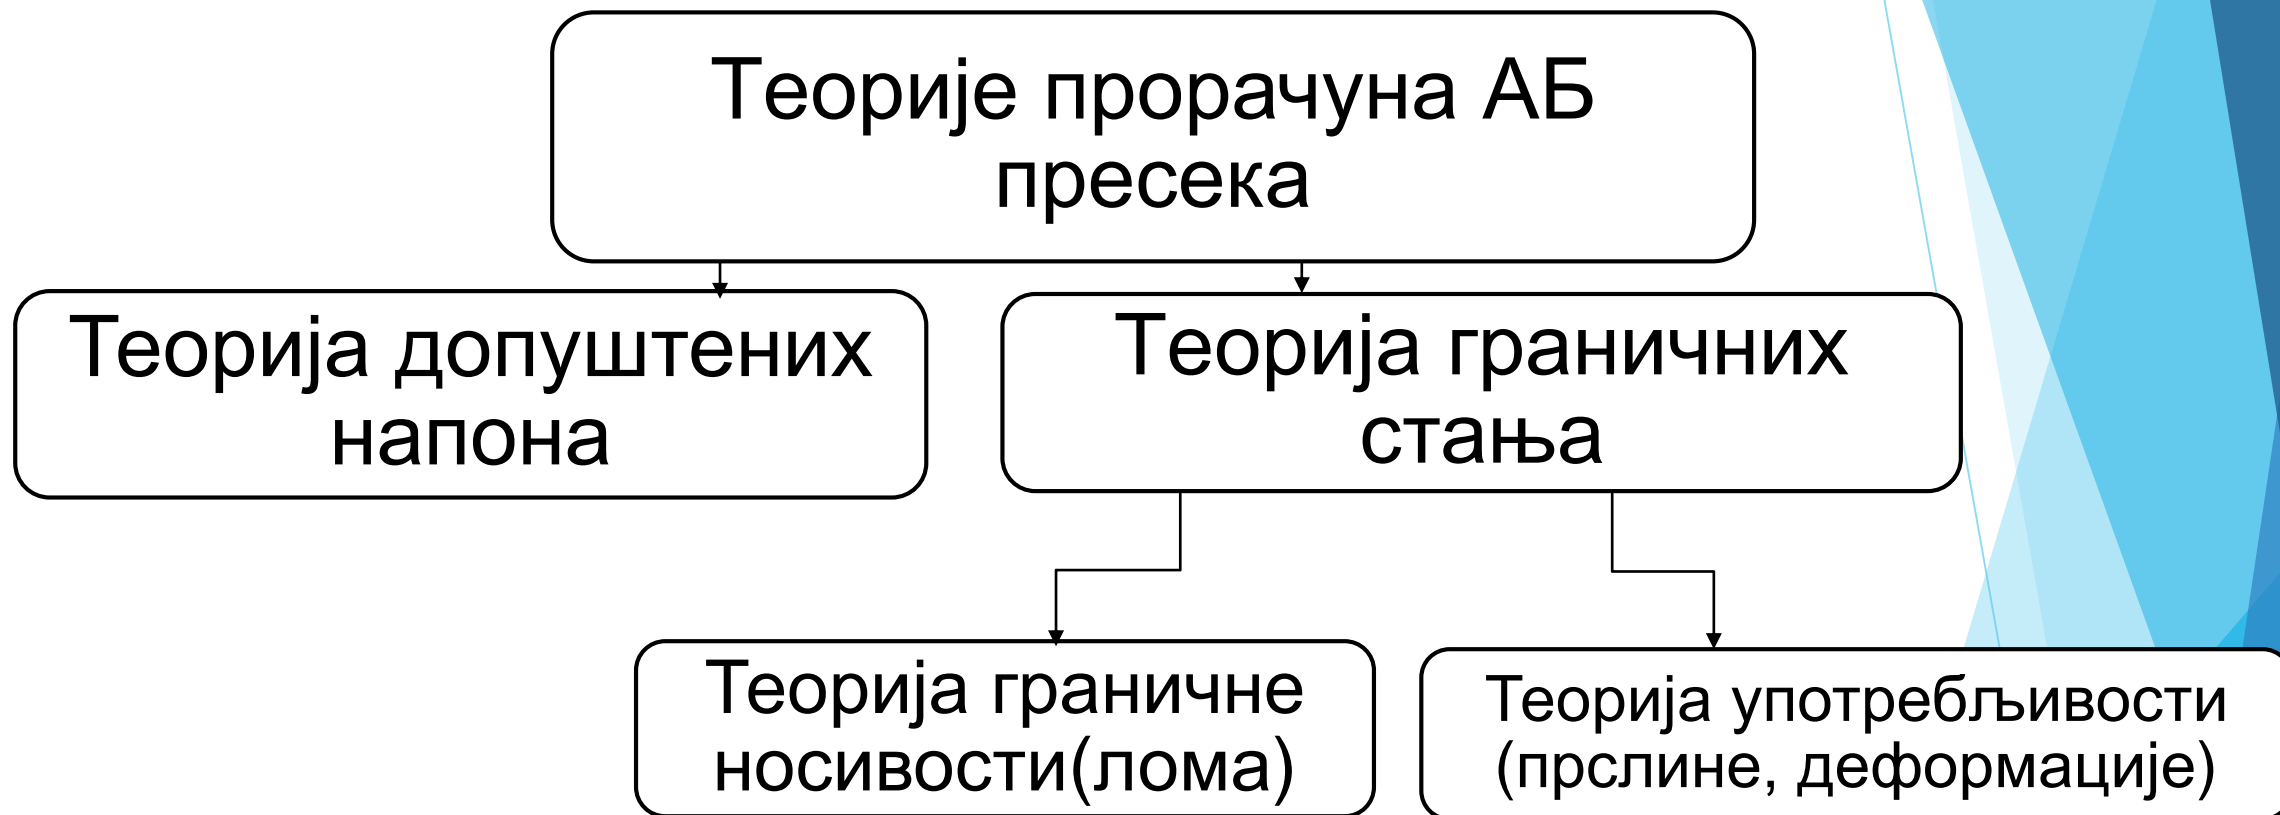 Теорије прорачуна АБ
пресека
Теорија допуштених
напона
Теорија граничних
стања
Теорија граничне
носивости(лома)
Теорија употребљивости
(прслине, деформације)